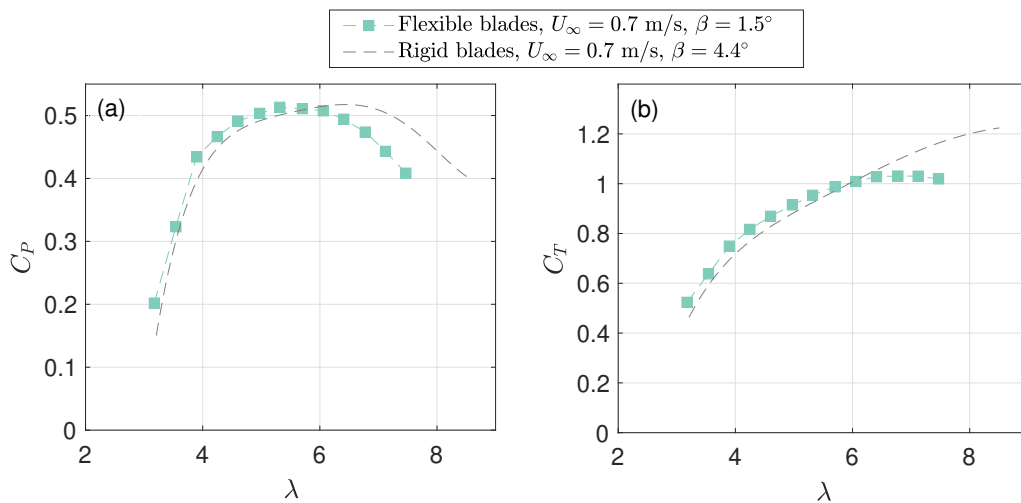 Flexible blades, U∞ = 0.7 m/s, β = 1.5°
Rigid blades, U∞ = 0.7 m/s, β = 4.4°
(a)
0.5
0.4
0.3
0.2
0.1
0
2
4
6
8
C_P
λ
(b)
1.2
1
0.8
0.6
0.4
0.2
0
2
4
6
8
C_T
λ